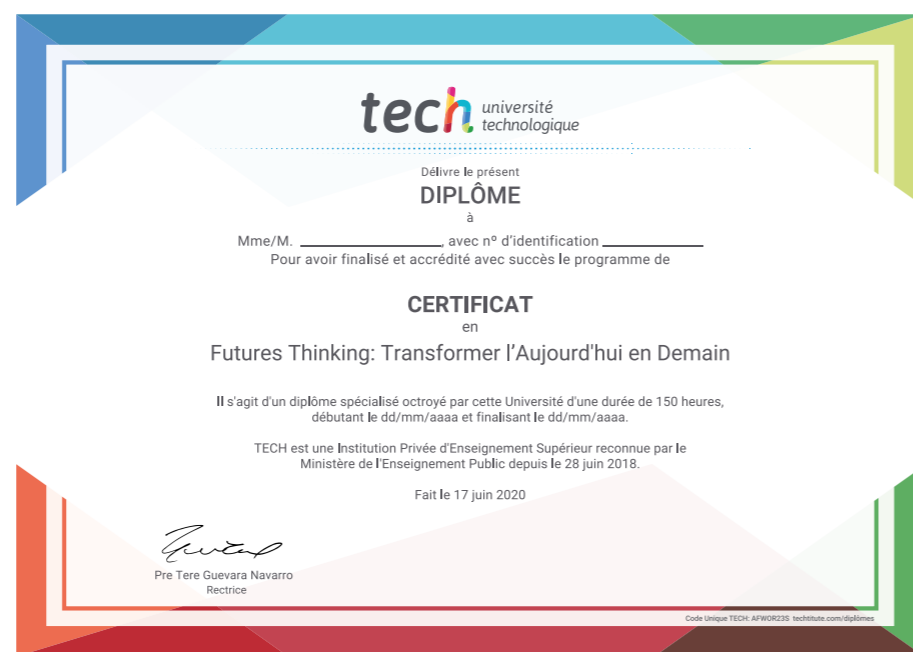 tech université
technologique
Délivre le présent
DIPLÔME
à
Mme/M. ____________________, avec nº d'identification ______________
Pour avoir finalisé et accrédité avec succès le programme de
CERTIFICAT
en
Futures Thinking: Transformer l’Aujourd'hui en Demain
Il s'agit d'un diplôme spécialisé octroyé par cette Université d'une durée de 150 heures,
débutant le dd/mm/aaaa et finalisant le dd/mm/aaaa.
TECH est une Institution Privée d'Enseignement Supérieur reconnue par le
Ministère de l'Enseignement Public depuis le 28 juin 2018.
Fait le 17 juin 2020
Pre Tere Guevara Navarro
Rectrice
Code Unique TECH: AFWOR23S techtitute.com/diplômes